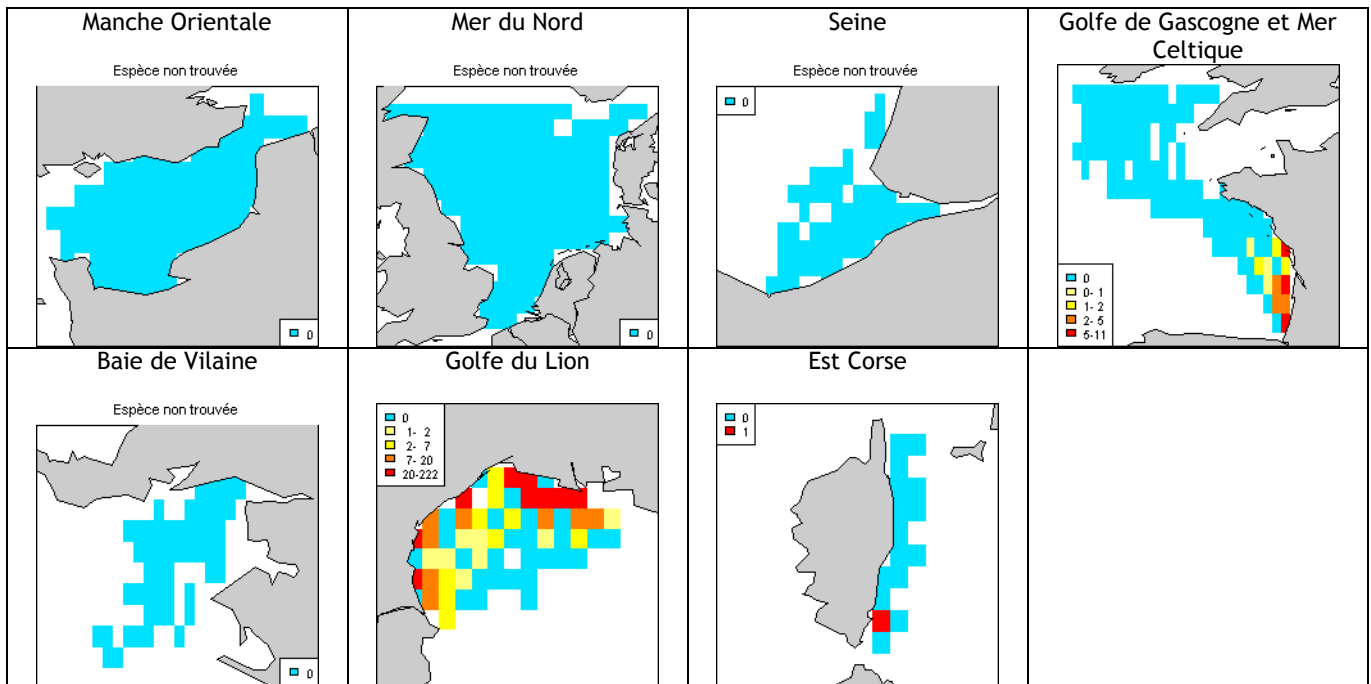 Manche Orientale
Espèce non trouvée
0
Mer du Nord
Espèce non trouvée
0
Seine
Espèce non trouvée
0
Golfe de Gascogne et Mer
Celtique
0
0- 1
1- 2
2- 5
5-11
Baie de Vilaine
Espèce non trouvée
0
Golfe du Lion
0
1- 2
2- 7
7- 20
20-222
Est Corse
0
1